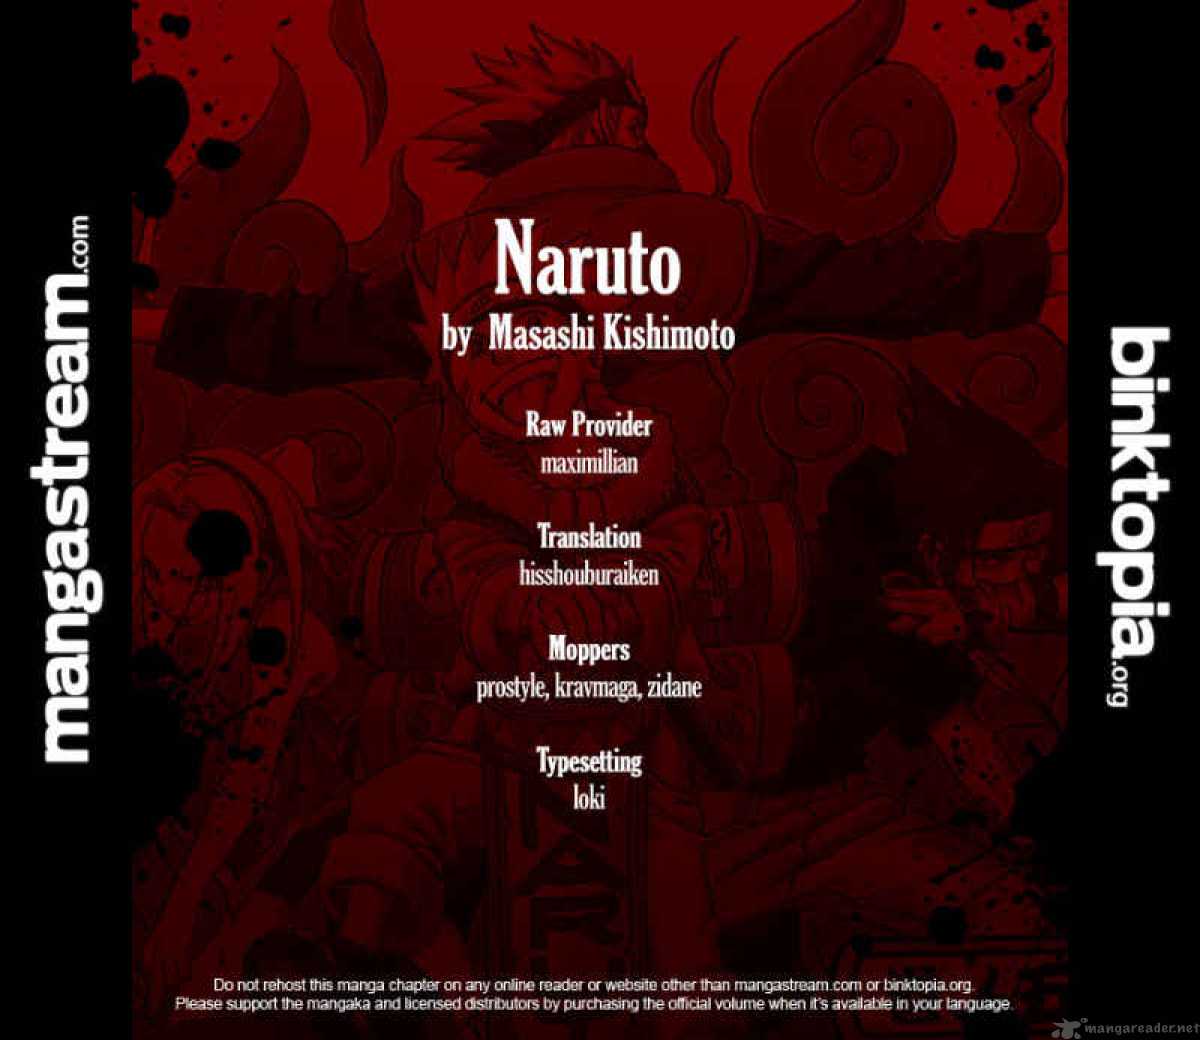 mangastream.com
Naruto
by Masashi Kishimoto
Raw Provider
maximillian
Translation
hisshouburaiken
Moppers
prostyle, kravmaga, zidane
Typesetting
loki
NARU
binktopia.org
Do not rehost this manga chapter on any online reader or website other than mangastream.com or binktopia.org.
Please support the mangaka and licensed distributors by purchasing the official volume when it's available in your language.
mangareader.net